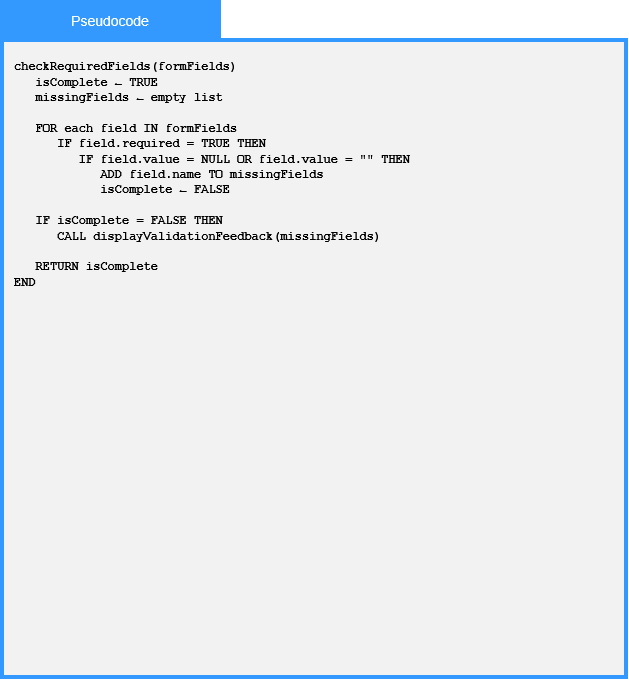 Pseudocode
checkRequiredFields(formFields)
isComplete ← TRUE
missingFields ← empty list
FOR each field IN formFields
IF field.required = TRUE THEN
IF field.value = NULL OR field.value = "" THEN
ADD field.name TO missingFields
isComplete ← FALSE
IF isComplete = FALSE THEN
CALL displayValidationFeedback(missingFields)
RETURN isComplete
END